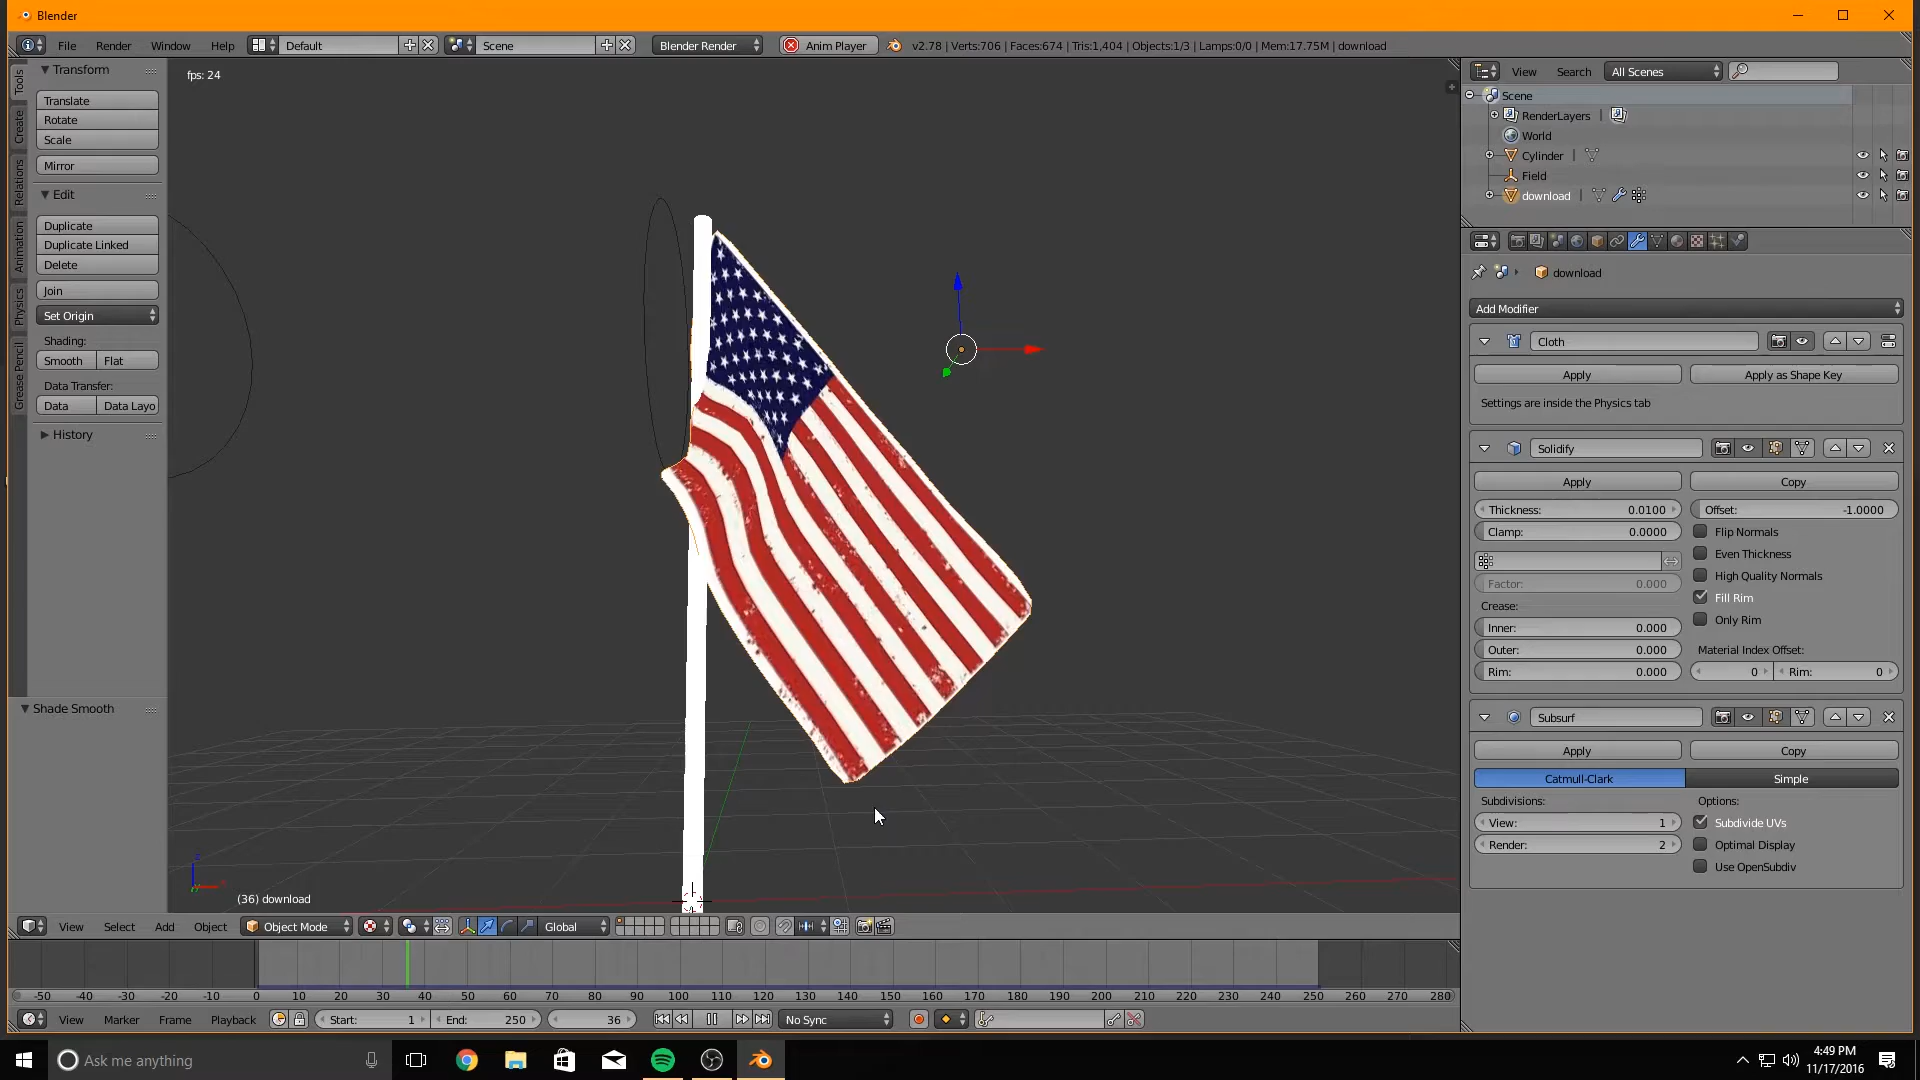 Blender
File Render Window Help Default Scene Blender Render Anim Player v2.78 | Verts:706 | Faces:674 | Tris:1,404 | Objects:1/3 | Lamps:0/0 | Mem:17.75M | download
Tools
Create
Relations
Animation
Physics
Grease Pencil
Transform
Translate
Rotate
Scale
Mirror
Edit
Duplicate
Duplicate Linked
Delete
Join
Set Origin
Shading:
Smooth Flat
Data Transfer:
Data Data Layo
History
Shade Smooth
fps: 24
(36) download
View Search All Scenes
Scene
RenderLayers
World
Cylinder
Field
download
download
Add Modifier
Cloth
Apply Apply as Shape Key
Settings are inside the Physics tab
Solidify
Apply Copy
Thickness: 0.0100 Offset: -1.0000
Clamp: 0.0000 Flip Normals
Even Thickness
High Quality Normals
Factor: 0.000
Fill Rim
Crease:
Only Rim
Inner: 0.000
Outer: 0.000 Material Index Offset:
Rim: 0.000 0 Rim: 0
Subsurf
Apply Copy
Catmull-Clark Simple
Subdivisions: Options:
View: 1 Subdivide UVs
Render: 2 Optimal Display
Use OpenSubdiv
View Select Add Object Object Mode Global
-50 -40 -30 -20 -10 0 10 20 30 40 50 60 70 80 90 100 110 120 130 140 150 160 170 180 190 200 210 220 230 240 250 260 270 280
View Marker Frame Playback Start: 1 End: 250 36 No Sync
Ask me anything
4:49 PM
11/17/2016